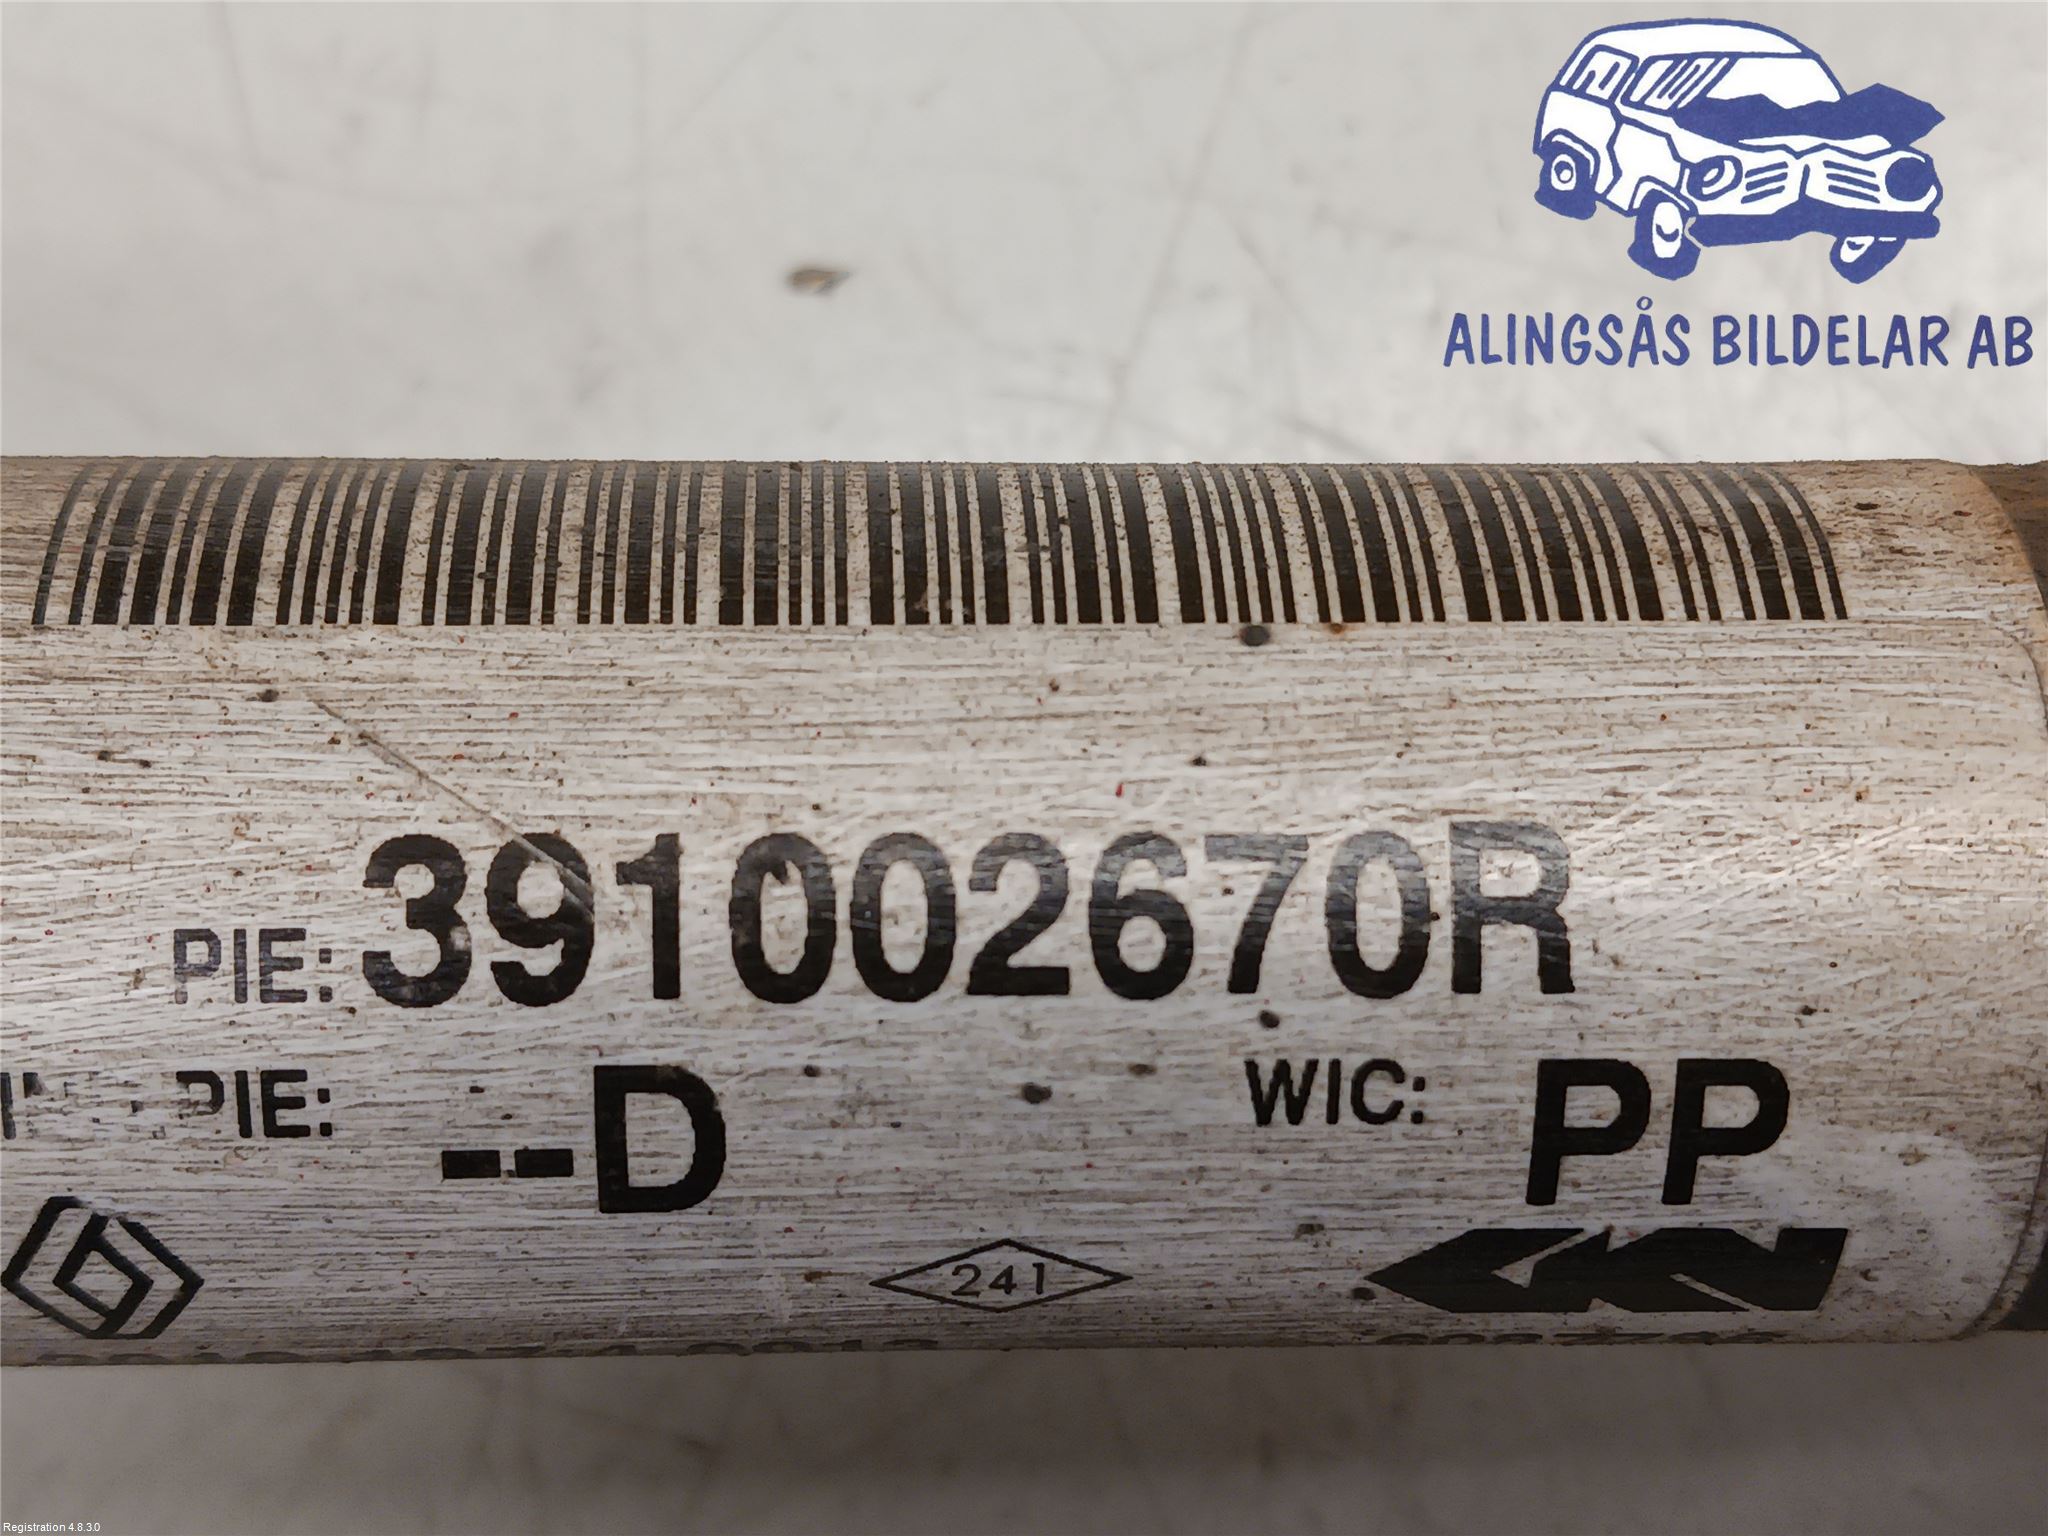 ALINGSÅS BILDELAR AB
PIE: 391002670R
PIE: --D
WIC: PP
241
Registration 4.8.3.0